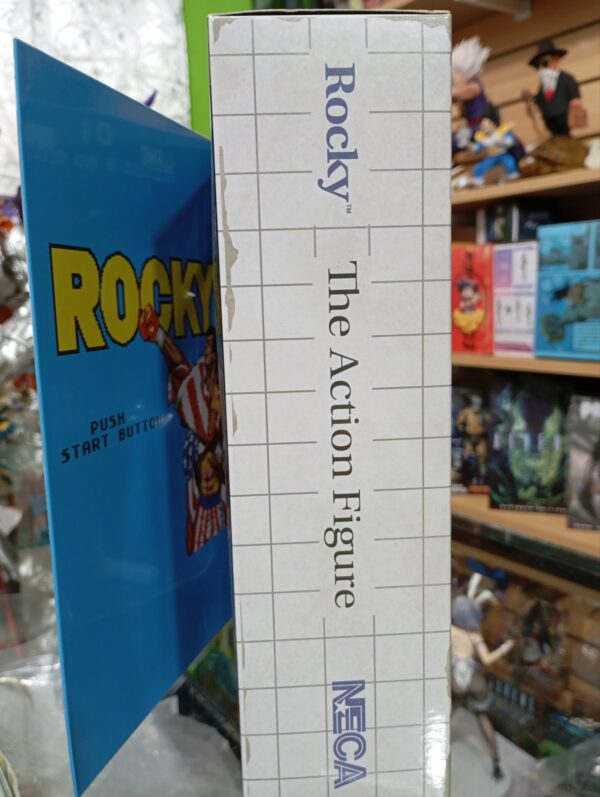 ROCKY
PUSH
START BUTTON
Rocky™ The Action Figure
NECA